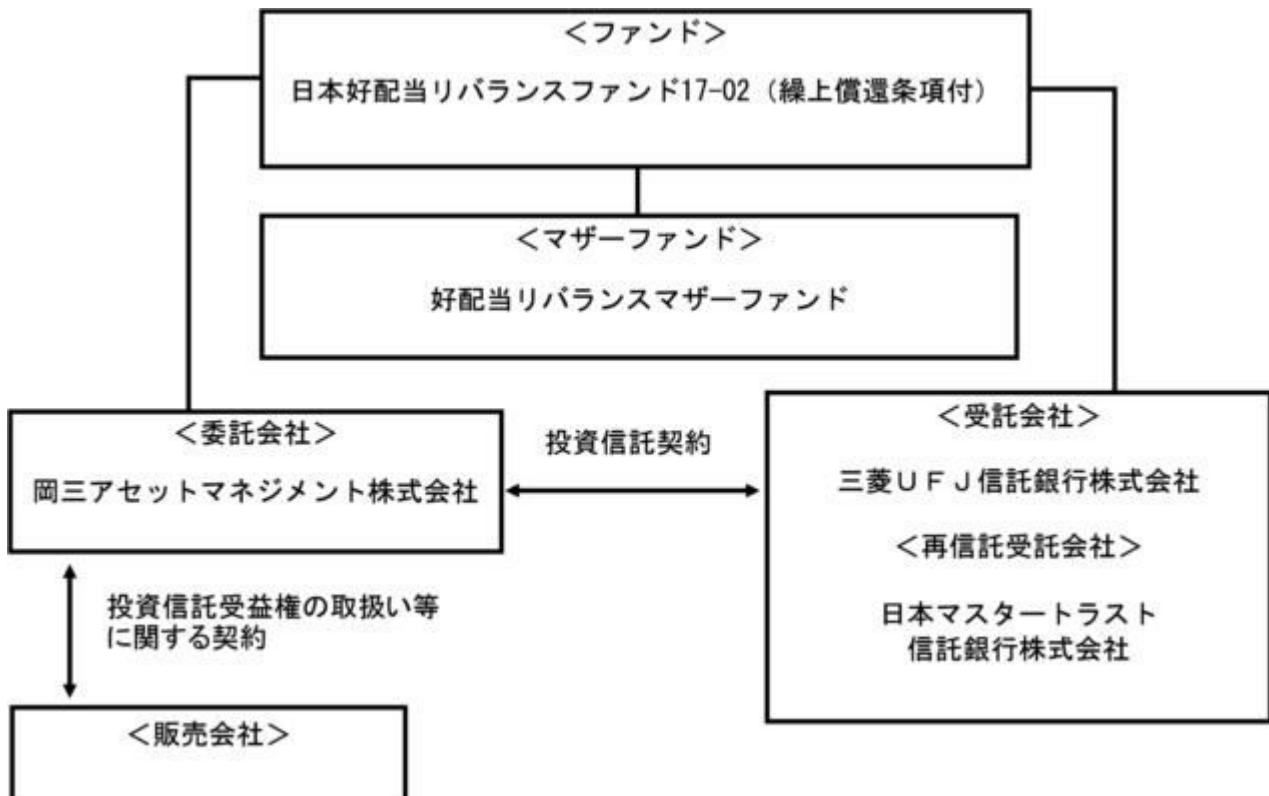 ＜ファンド＞
日本好配当リバランスファンド17-02（繰上償還条項付）
＜マザーファンド＞
好配当リバランスマザーファンド
＜委託会社＞
岡三アセットマネジメント株式会社
投資信託契約
＜受託会社＞
三菱ＵＦＪ信託銀行株式会社
＜再信託受託会社＞
日本マスタートラスト
信託銀行株式会社
投資信託受益権の取扱い等
に関する契約
＜販売会社＞